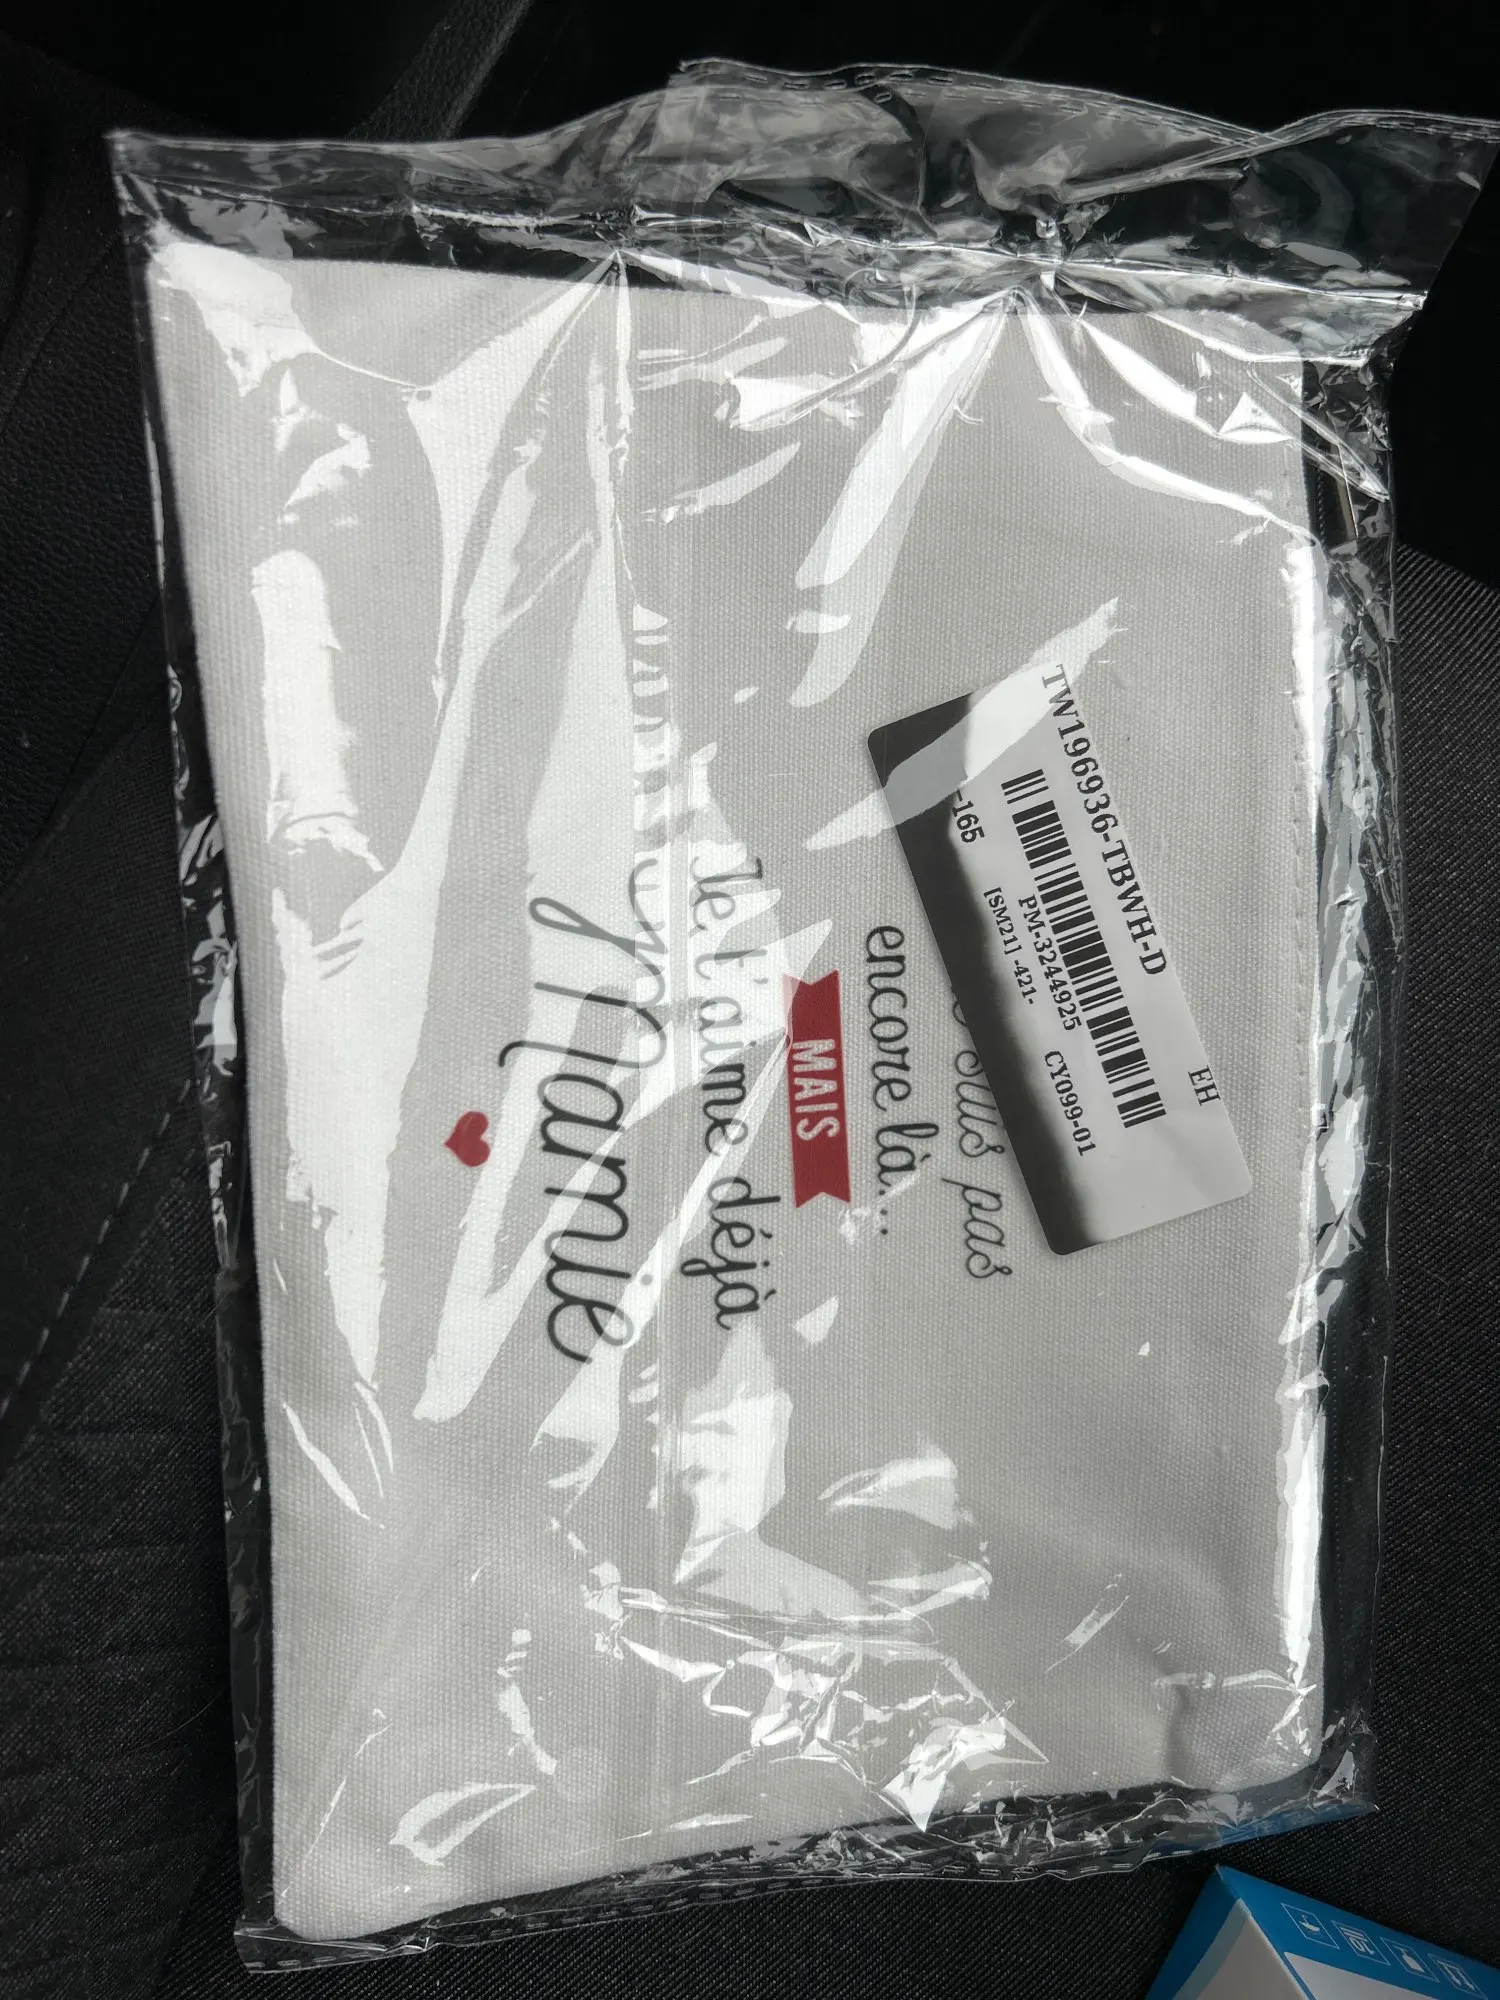 TW196936-TBWH-D
EH
PM-3244925
CY099-01
[SM21] -421-
-165
suis pas
encore là...
MAIS
Je t'aime déjà
Mamie